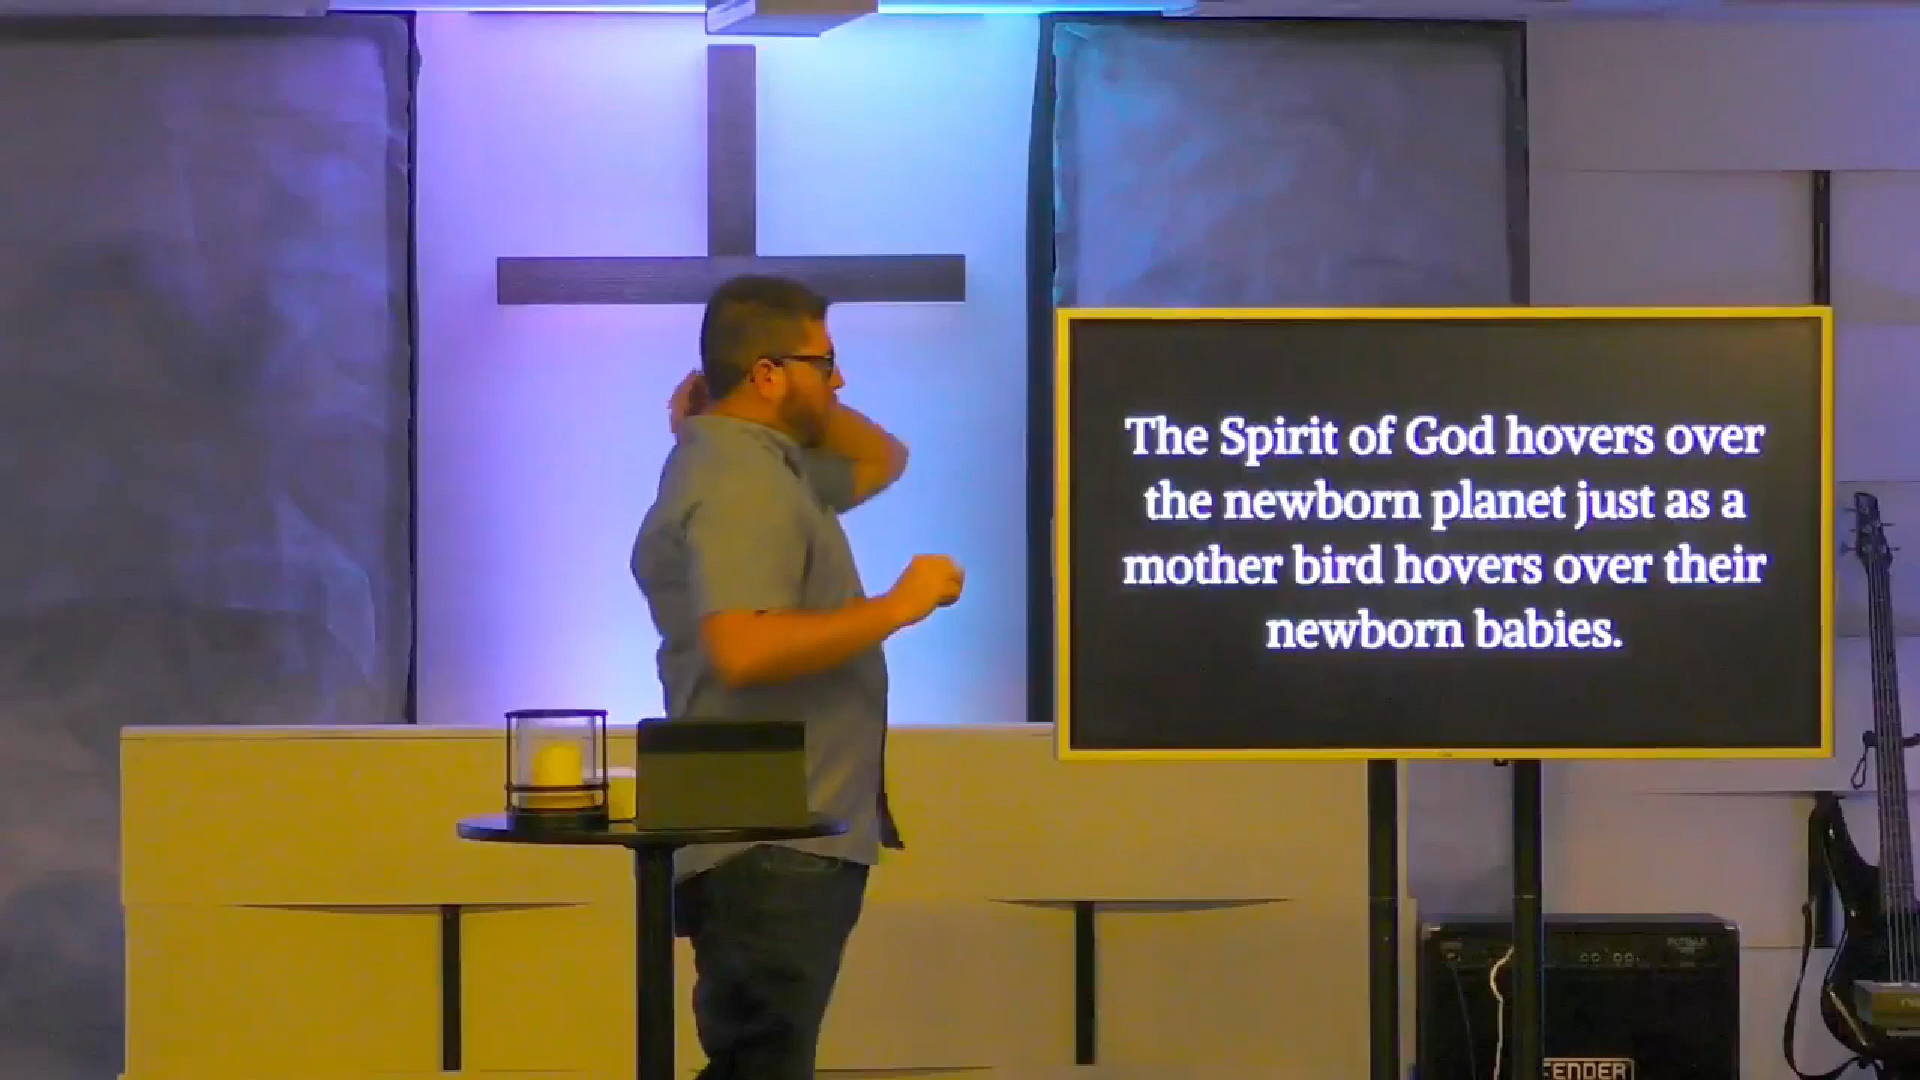 The Spirit of God hovers over
the newborn planet just as a
mother bird hovers over their
newborn babies.
FENDER